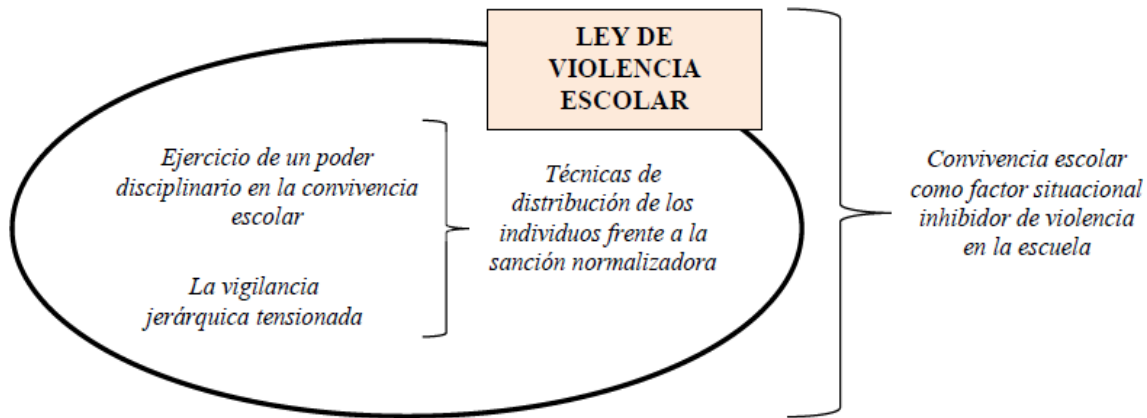 LEY DE
VIOLENCIA
ESCOLAR
Ejercicio de un poder
disciplinario en la convivencia
escolar
La vigilancia
jerárquica tensionada
Técnicas de
distribución de los
individuos frente a la
sanción normalizadora
Convivencia escolar
como factor situacional
inhibidor de violencia
en la escuela